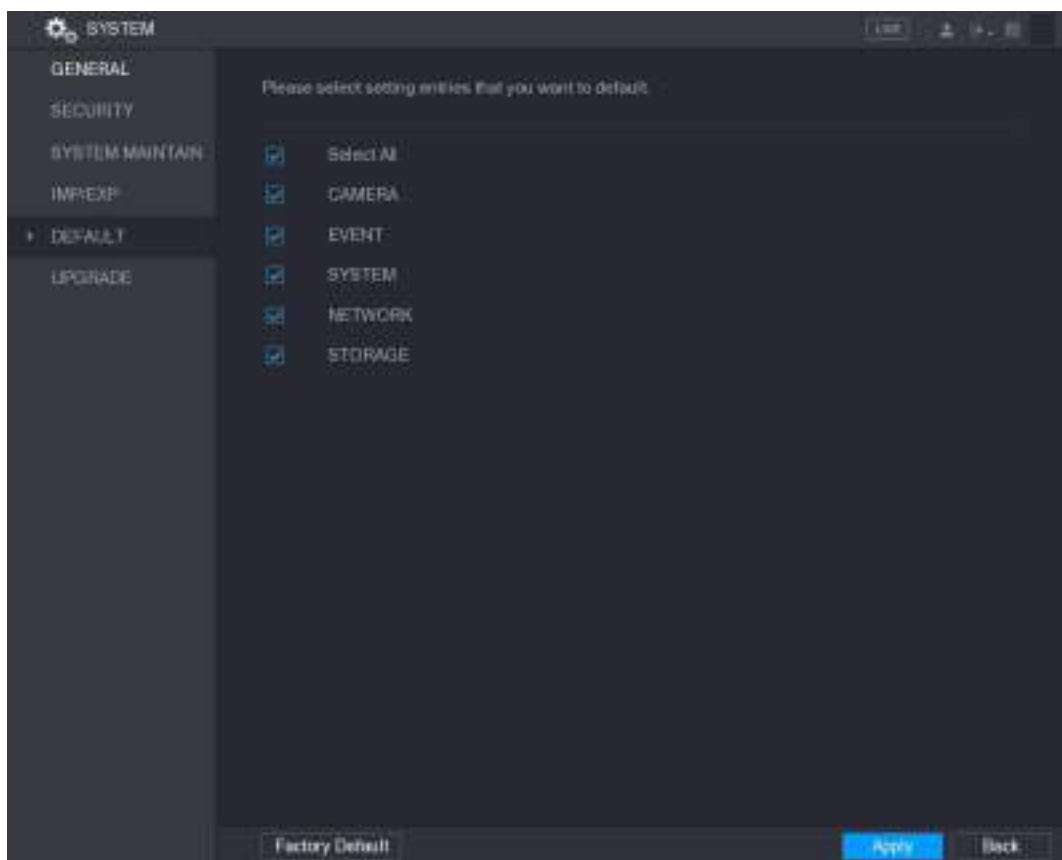 SYSTEM
LIVE
GENERAL
SECURITY
SYSTEM MAINTAIN
IMP/EXP
DEFAULT
UPGRADE
Please select setting entries that you want to default.
Select All
CAMERA
EVENT
SYSTEM
NETWORK
STORAGE
Factory Default
Apply
Back